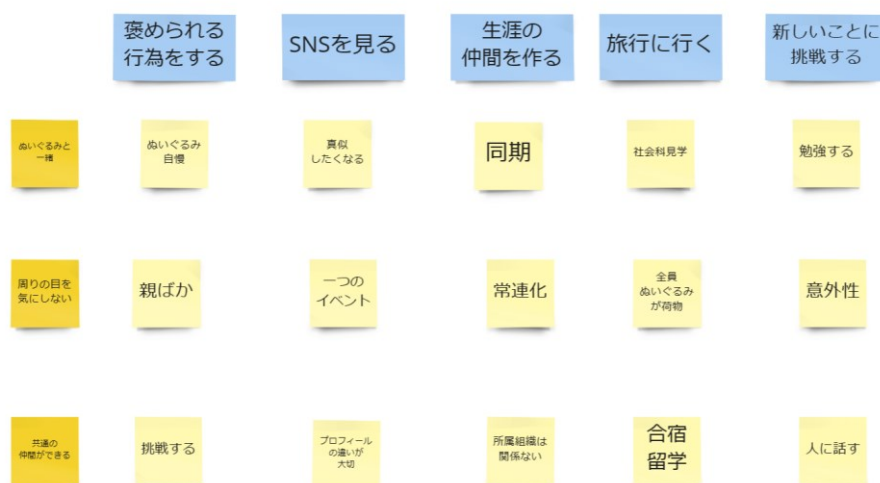 褒められる
行為をする
SNSを見る
生涯の
仲間を作る
旅行に行く
新しいことに
挑戦する
ぬいぐるみと
一緒
ぬいぐるみ
自慢
真似
したくなる
同期
社会科見学
勉強する
周りの目を
気にしない
親ばか
一つの
イベント
常連化
全員
ぬいぐるみ
が荷物
意外性
共通の
仲間ができる
挑戦する
プロフィール
の違いが
大切
所属組織は
関係ない
合宿
留学
人に話す